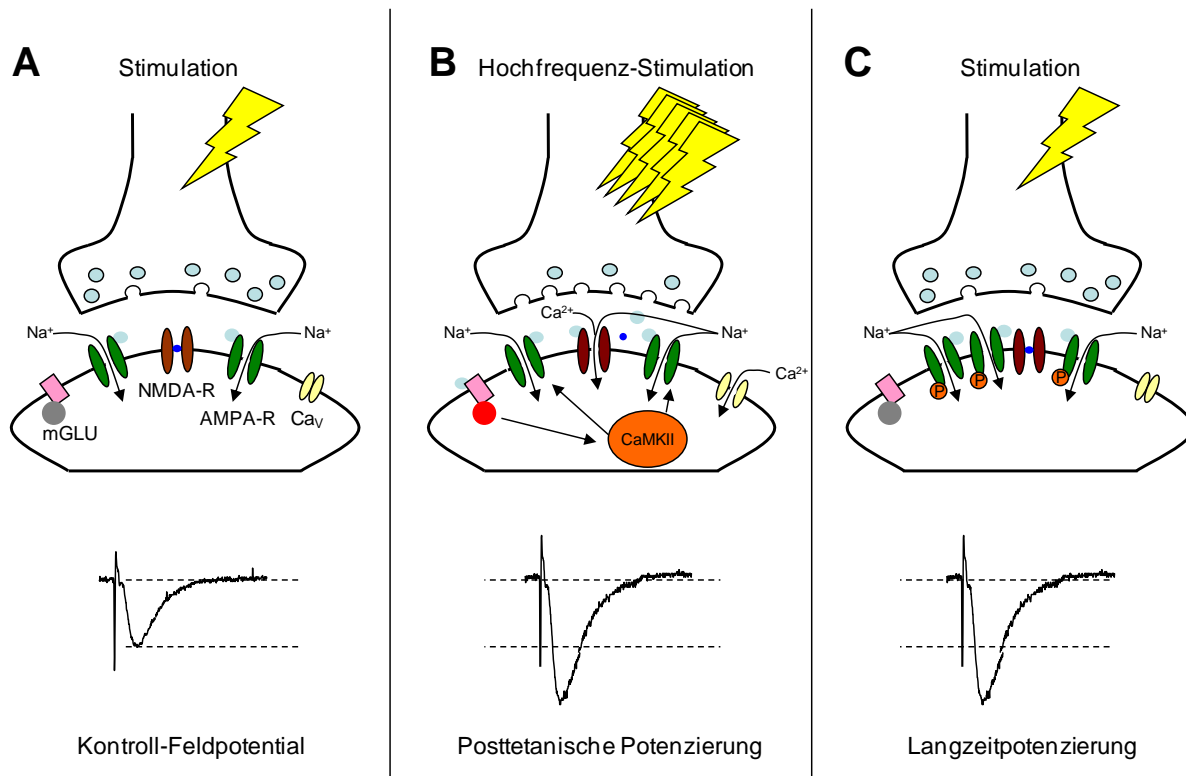 A
Stimulation
Na⁺
Na⁺
NMDA-R
AMPA-R
Caᵥ
mGLU
Kontroll-Feldpotential
B
Hochfrequenz-Stimulation
Ca²⁺
Na⁺
Na⁺
Ca²⁺
CaMKII
Posttetanische Potenzierung
C
Stimulation
Na⁺
Na⁺
P
P
P
Langzeitpotenzierung